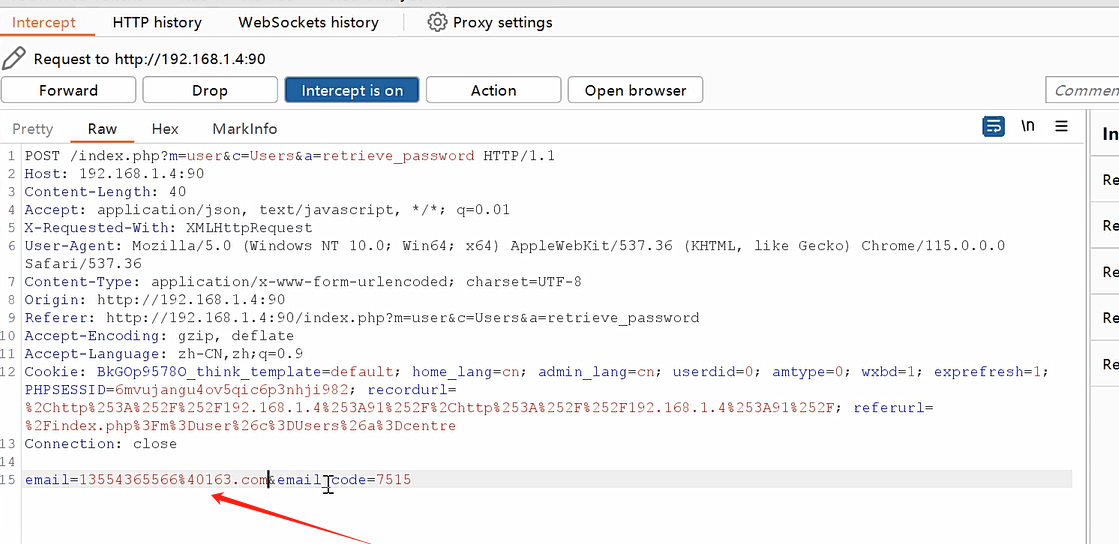 Intercept HTTP history WebSockets history Proxy settings
Request to http://192.168.1.4:90
Forward Drop Intercept is on Action Open browser Commen
Pretty Raw Hex MarkInfo \n In
1 POST /index.php?m=user&c=Users&a=retrieve_password HTTP/1.1
2 Host: 192.168.1.4:90
3 Content-Length: 40
4 Accept: application/json, text/javascript, */*; q=0.01
5 X-Requested-With: XMLHttpRequest
6 User-Agent: Mozilla/5.0 (Windows NT 10.0; Win64; x64) AppleWebKit/537.36 (KHTML, like Gecko) Chrome/115.0.0.0
Safari/537.36
7 Content-Type: application/x-www-form-urlencoded; charset=UTF-8
8 Origin: http://192.168.1.4:90
9 Referer: http://192.168.1.4:90/index.php?m=user&c=Users&a=retrieve_password
10 Accept-Encoding: gzip, deflate
11 Accept-Language: zh-CN,zh;q=0.9
12 Cookie: BkGOp9578O_think_template=default; home_lang=cn; admin_lang=cn; userdid=0; amtype=0; wxbd=1; exprefresh=1;
PHPSESSID=6mvujangu4ov5qic6p3nhji982; recordurl=
%2Chttp%253A%252F%252F192.168.1.4%253A91%252F%2Chttp%253A%252F%252F192.168.1.4%253A91%252F; referurl=
%2Findex.php%3Fm%3Duser%26c%3DUsers%26a%3Dcentre
13 Connection: close
14
15 email=13554365566%40163.com&email_code=7515
Re
Re
Re
Re
Re